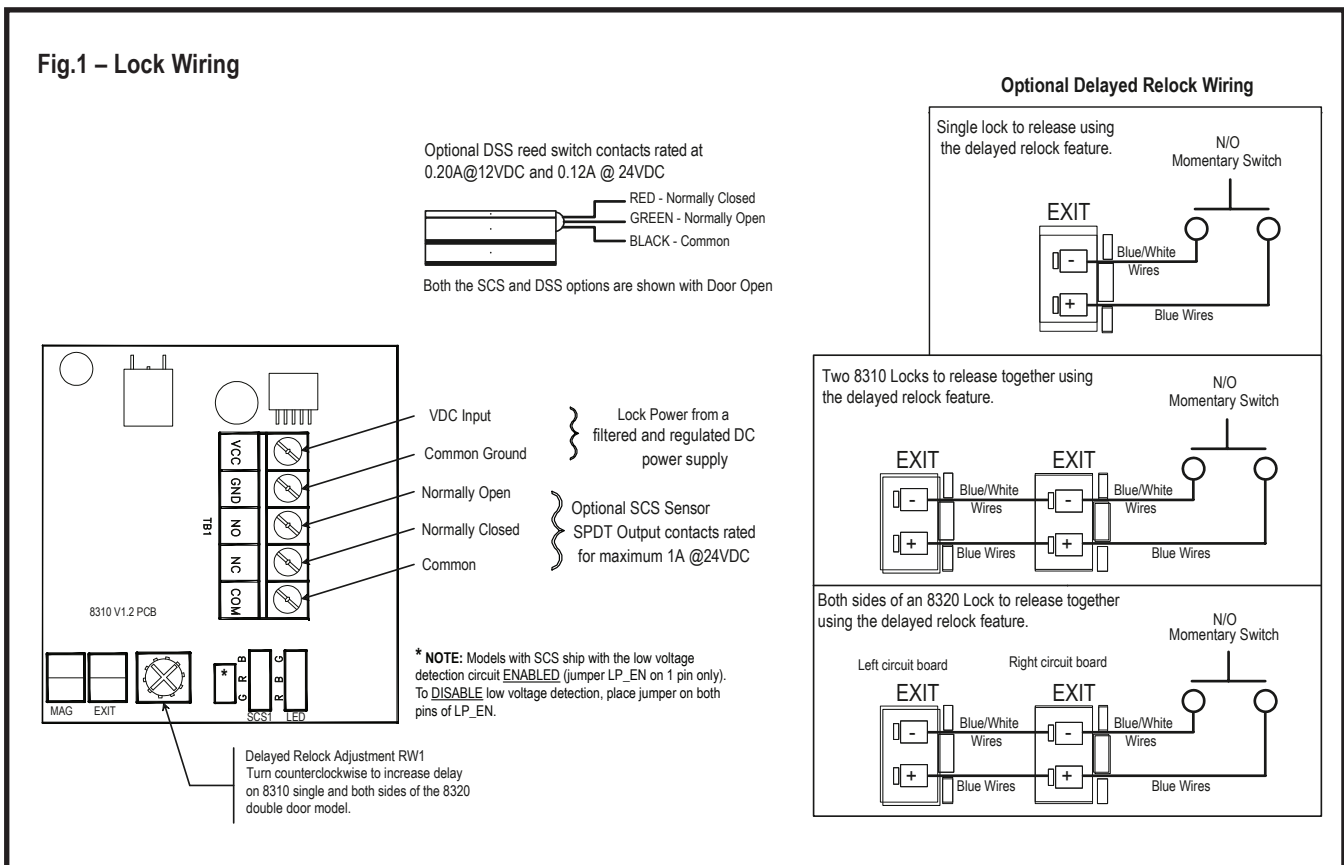 Fig.1 – Lock Wiring
Optional DSS reed switch contacts rated at
0.20A@12VDC and 0.12A @ 24VDC
RED - Normally Closed
GREEN - Normally Open
BLACK - Common
Both the SCS and DSS options are shown with Door Open
VCC
GND
NO
NC
COM
TB1
VDC Input
Common Ground
Normally Open
Normally Closed
Common
Lock Power from a
filtered and regulated DC
power supply
Optional SCS Sensor
SPDT Output contacts rated
for maximum 1A @24VDC
8310 V1.2 PCB
MAG
EXIT
*
G R B
SCS1
R B G
LED
* NOTE: Models with SCS ship with the low voltage
detection circuit ENABLED (jumper LP_EN on 1 pin only).
To DISABLE low voltage detection, place jumper on both
pins of LP_EN.
Delayed Relock Adjustment RW1
Turn counterclockwise to increase delay
on 8310 single and both sides of the 8320
double door model.
Optional Delayed Relock Wiring
Single lock to release using
the delayed relock feature.
N/O
Momentary Switch
EXIT
-
+
Blue/White
Wires
Blue Wires
Two 8310 Locks to release together using
the delayed relock feature.
N/O
Momentary Switch
EXIT
EXIT
-
+
Blue/White
Wires
Blue Wires
-
+
Blue/White
Wires
Blue Wires
Both sides of an 8320 Lock to release together
using the delayed relock feature.
N/O
Momentary Switch
Left circuit board
Right circuit board
EXIT
EXIT
-
+
Blue/White
Wires
Blue Wires
-
+
Blue/White
Wires
Blue Wires